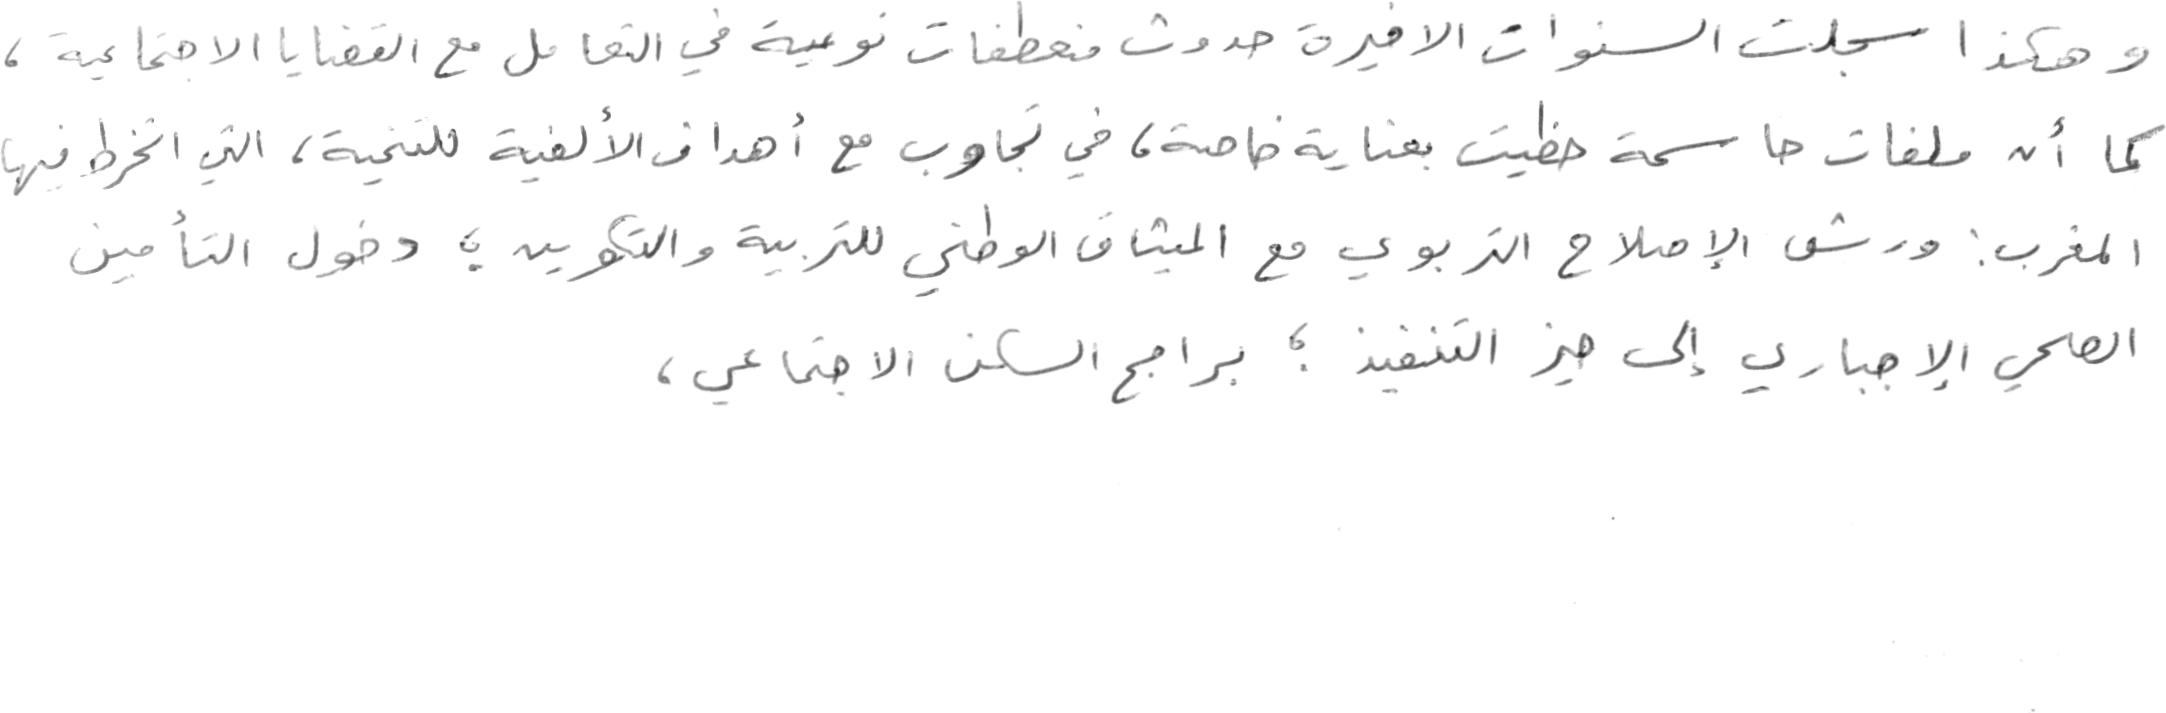 وهكذا سجلت السنوات الاخيرة حدوث منعطفات نوعية في التعامل مع القضايا الاجتماعية ،
كما أن ملفات حاسمة حظيت بعناية خاصة، في تجاوب مع أهداف الألفية للتنمية، التي انخرط فيها
المغرب: ورش الإصلاح التربوي مع الميثاق الوطني للتربية والتكوين ؛ دخول التأمين
الصحي الإجباري إلى حيز التنفيذ ؛ برامج السكن الاجتماعي ،